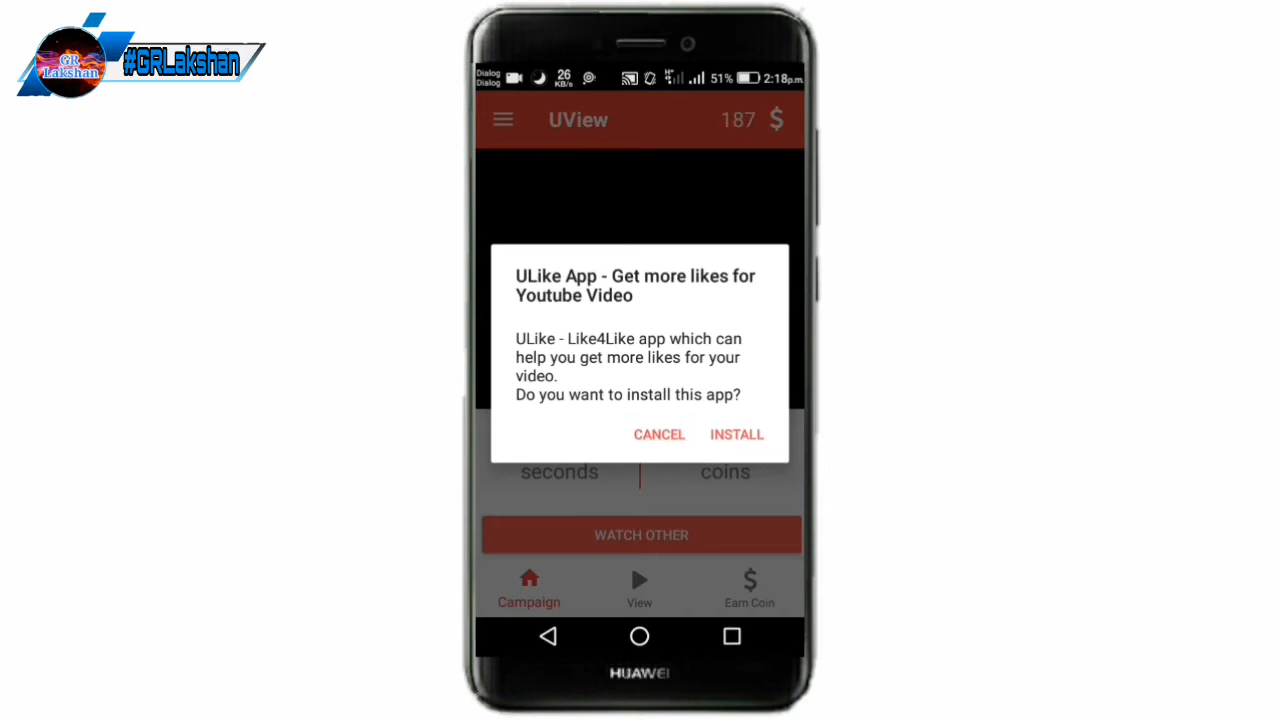 GR
Lakshan
#GRLakshan
Dialog
Dialog
26
KB/s
51%
2:18p.m.
UView
187 $
ULike App - Get more likes for
Youtube Video
ULike - Like4Like app which can
help you get more likes for your
video.
Do you want to install this app?
CANCEL
INSTALL
seconds
coins
WATCH OTHER
Campaign
View
Earn Coin
HUAWEI